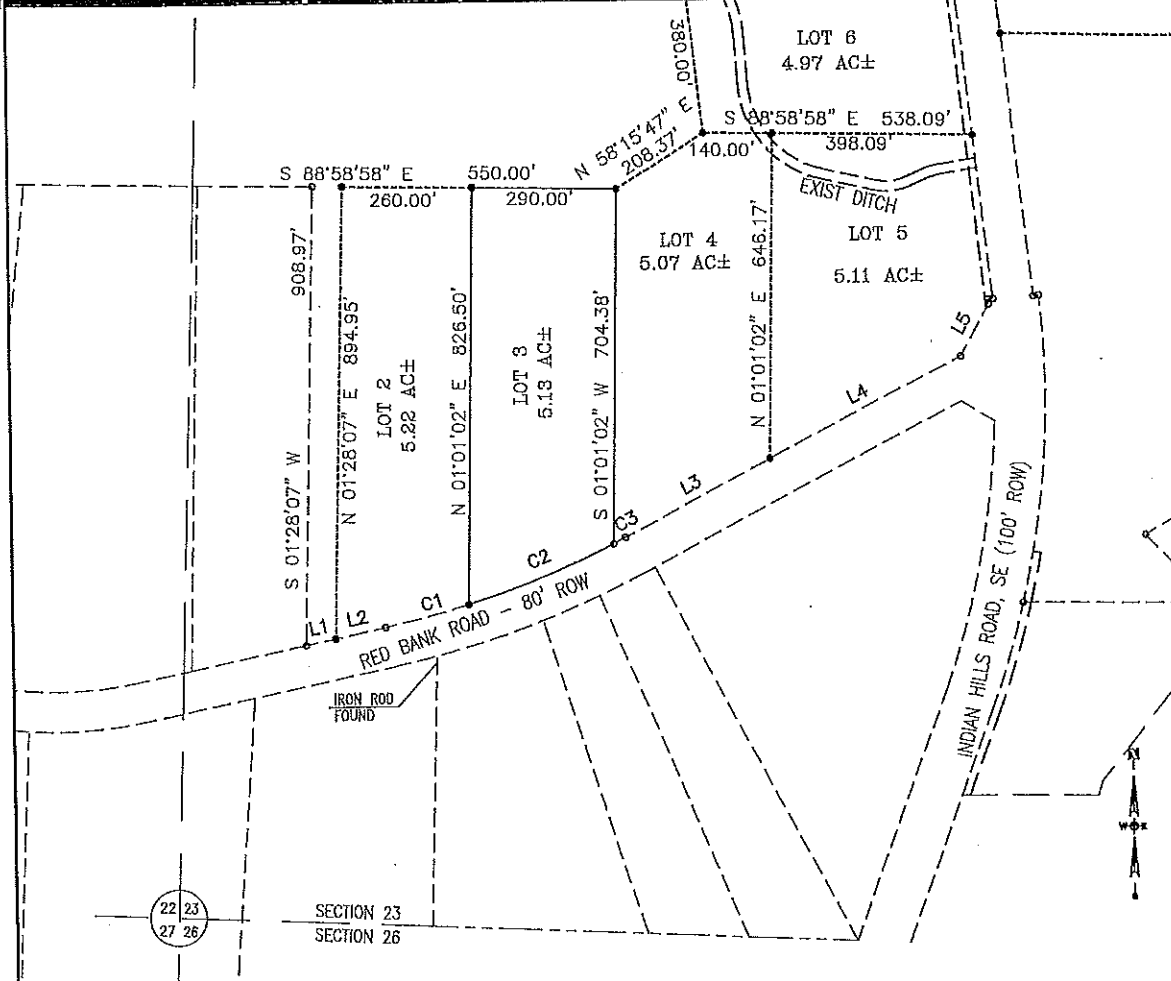 LOT 6
4.97 AC±
380.00'
S 88°58'58" E 538.09'
140.00'
398.09'
N 58°15'47" E
208.37'
S 88°58'58" E 550.00'
260.00'
290.00'
EXIST DITCH
LOT 4
5.07 AC±
LOT 5
5.11 AC±
908.97'
S 01°28'07" W
N 01°28'07" E 894.95'
LOT 2
5.22 AC±
N 01°01'02" E 826.50'
LOT 3
5.13 AC±
S 01°01'02" W 704.38'
N 01°01'02" E 646.17'
L5
L4
L3
C3
C2
C1
L2
L1
RED BANK ROAD - 80' ROW
INDIAN HILLS ROAD, SE (100' ROW)
IRON ROD
FOUND
N
W E
22 23
27 26
SECTION 23
SECTION 26